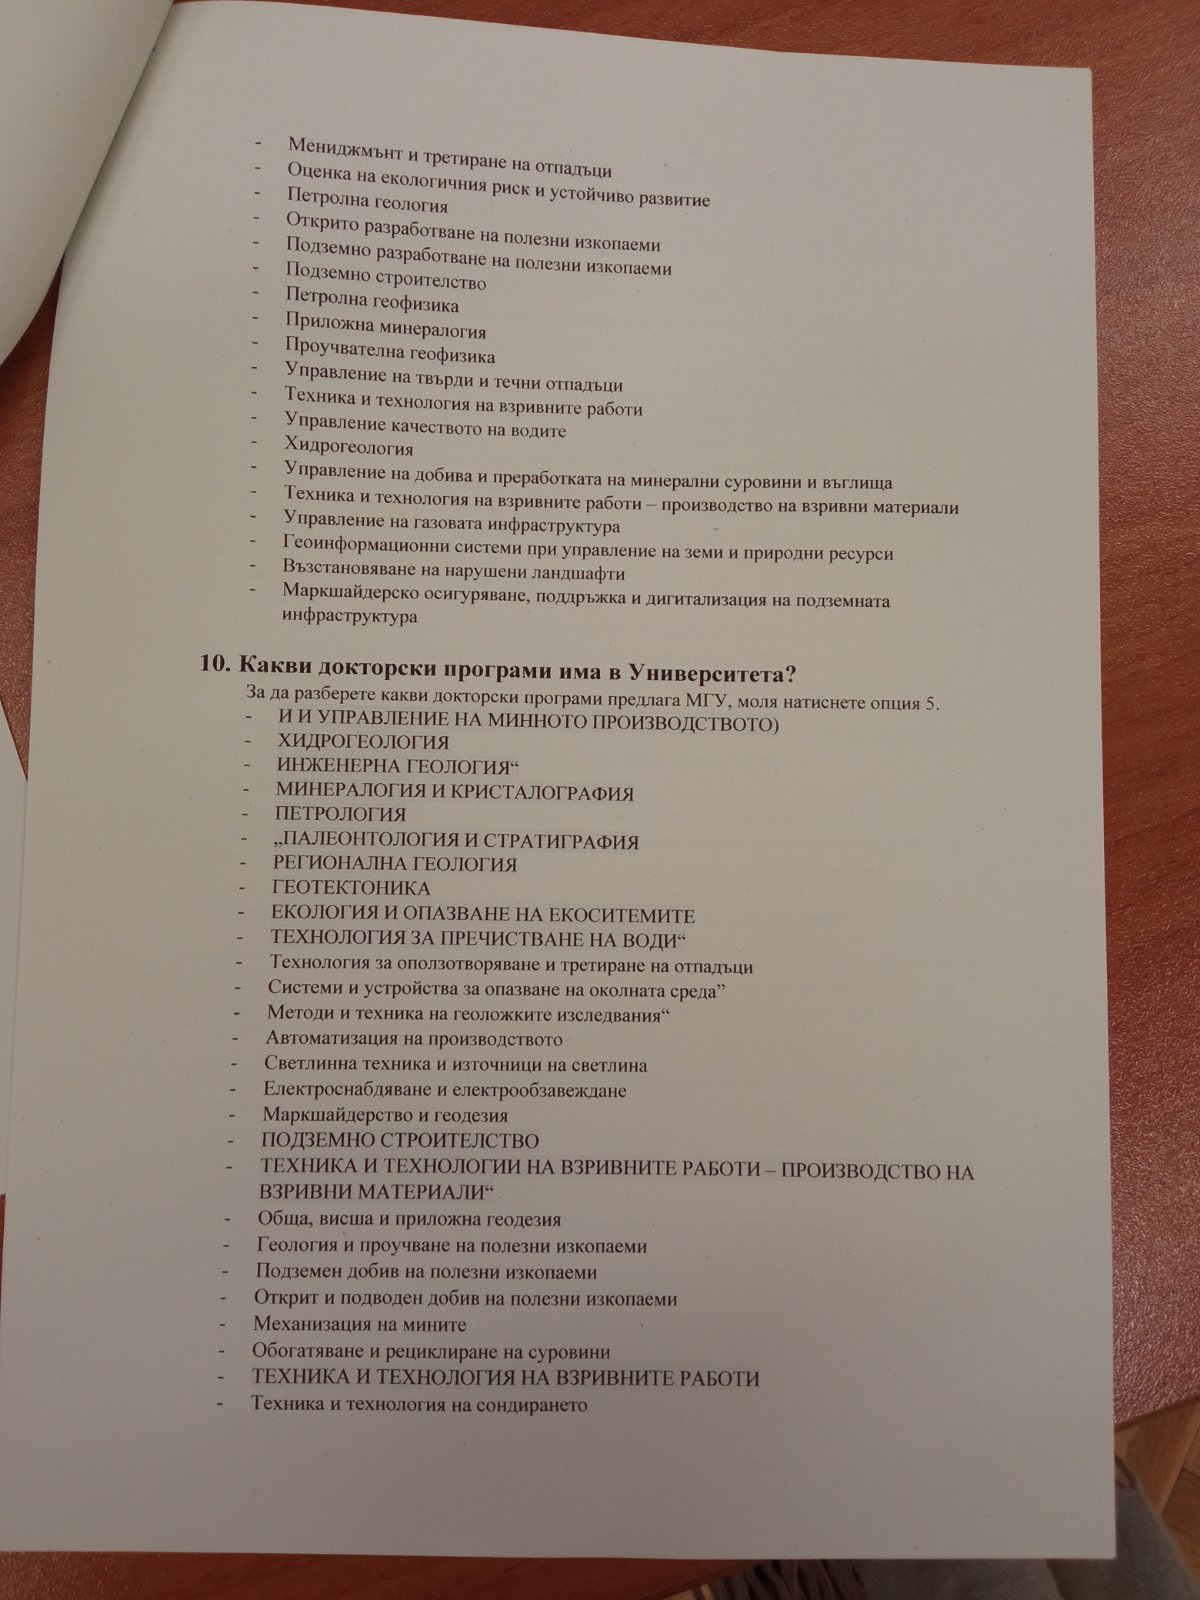 - Мениджмънт и третиране на отпадъци
- Оценка на екологичния риск и устойчиво развитие
- Петролна геология
- Открито разработване на полезни изкопаеми
- Подземно разработване на полезни изкопаеми
- Подземно строителство
- Петролна геофизика
- Приложна минералогия
- Проучвателна геофизика
- Управление на твърди и течни отпадъци
- Техника и технология на взривните работи
- Управление качеството на водите
- Хидрогеология
- Управление на добива и преработката на минерални суровини и въглища
- Техника и технология на взривните работи – производство на взривни материали
- Управление на газовата инфраструктура
- Геоинформационни системи при управление на земи и природни ресурси
- Възстановяване на нарушени ландшафти
- Маркшайдерско осигуряване, поддръжка и дигитализация на подземната
инфраструктура
10. Какви докторски програми има в Университета?
За да разберете какви докторски програми предлага МГУ, моля натиснете опция 5.
- И И УПРАВЛЕНИЕ НА МИННОТО ПРОИЗВОДСТВОТО)
- ХИДРОГЕОЛОГИЯ
- ИНЖЕНЕРНА ГЕОЛОГИЯ“
- МИНЕРАЛОГИЯ И КРИСТАЛОГРАФИЯ
- ПЕТРОЛОГИЯ
- „ПАЛЕОНТОЛОГИЯ И СТРАТИГРАФИЯ
- РЕГИОНАЛНА ГЕОЛОГИЯ
- ГЕОТЕКТОНИКА
- ЕКОЛОГИЯ И ОПАЗВАНЕ НА ЕКОСИТЕМИТЕ
- ТЕХНОЛОГИЯ ЗА ПРЕЧИСТВАНЕ НА ВОДИ“
- Технология за оползотворяване и третиране на отпадъци
- Системи и устройства за опазване на околната среда”
- Методи и техника на геоложките изследвания“
- Автоматизация на производството
- Светлинна техника и източници на светлина
- Електроснабдяване и електрообзавеждане
- Маркшайдерство и геодезия
- ПОДЗЕМНО СТРОИТЕЛСТВО
- ТЕХНИКА И ТЕХНОЛОГИИ НА ВЗРИВНИТЕ РАБОТИ – ПРОИЗВОДСТВО НА
ВЗРИВНИ МАТЕРИАЛИ“
- Обща, висша и приложна геодезия
- Геология и проучване на полезни изкопаеми
- Подземен добив на полезни изкопаеми
- Открит и подводен добив на полезни изкопаеми
- Механизация на мините
- Обогатяване и рециклиране на суровини
- ТЕХНИКА И ТЕХНОЛОГИЯ НА ВЗРИВНИТЕ РАБОТИ
- Техника и технология на сондирането